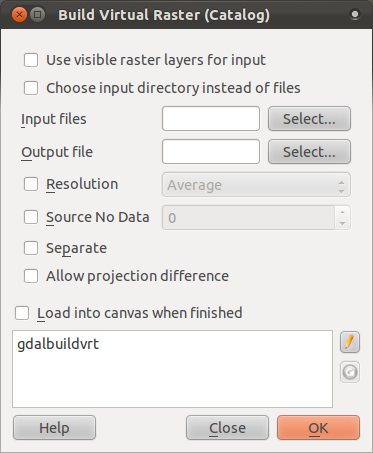 Build Virtual Raster (Catalog)
Use visible raster layers for input
Choose input directory instead of files
Input files Select...
Output file Select...
Resolution Average
Source No Data 0
Separate
Allow projection difference
Load into canvas when finished
gdalbuildvrt
Help Close OK